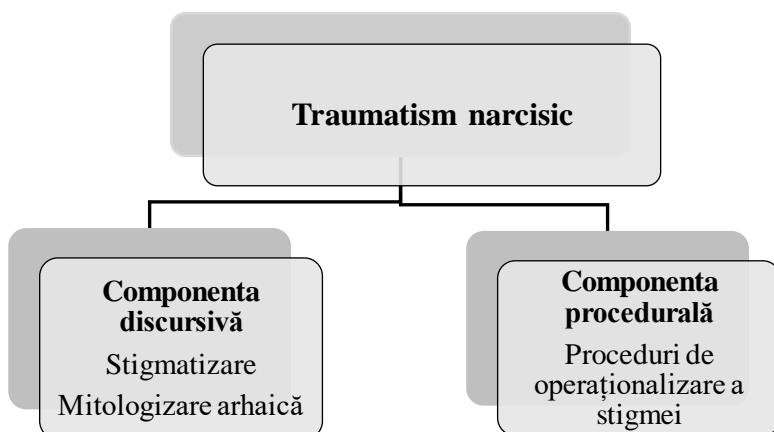 Traumatism narcisic
Componenta
discursivă
Stigmatizare
Mitologizare arhaică
Componenta
procedurală
Proceduri de
operaționalizare a
stigmei